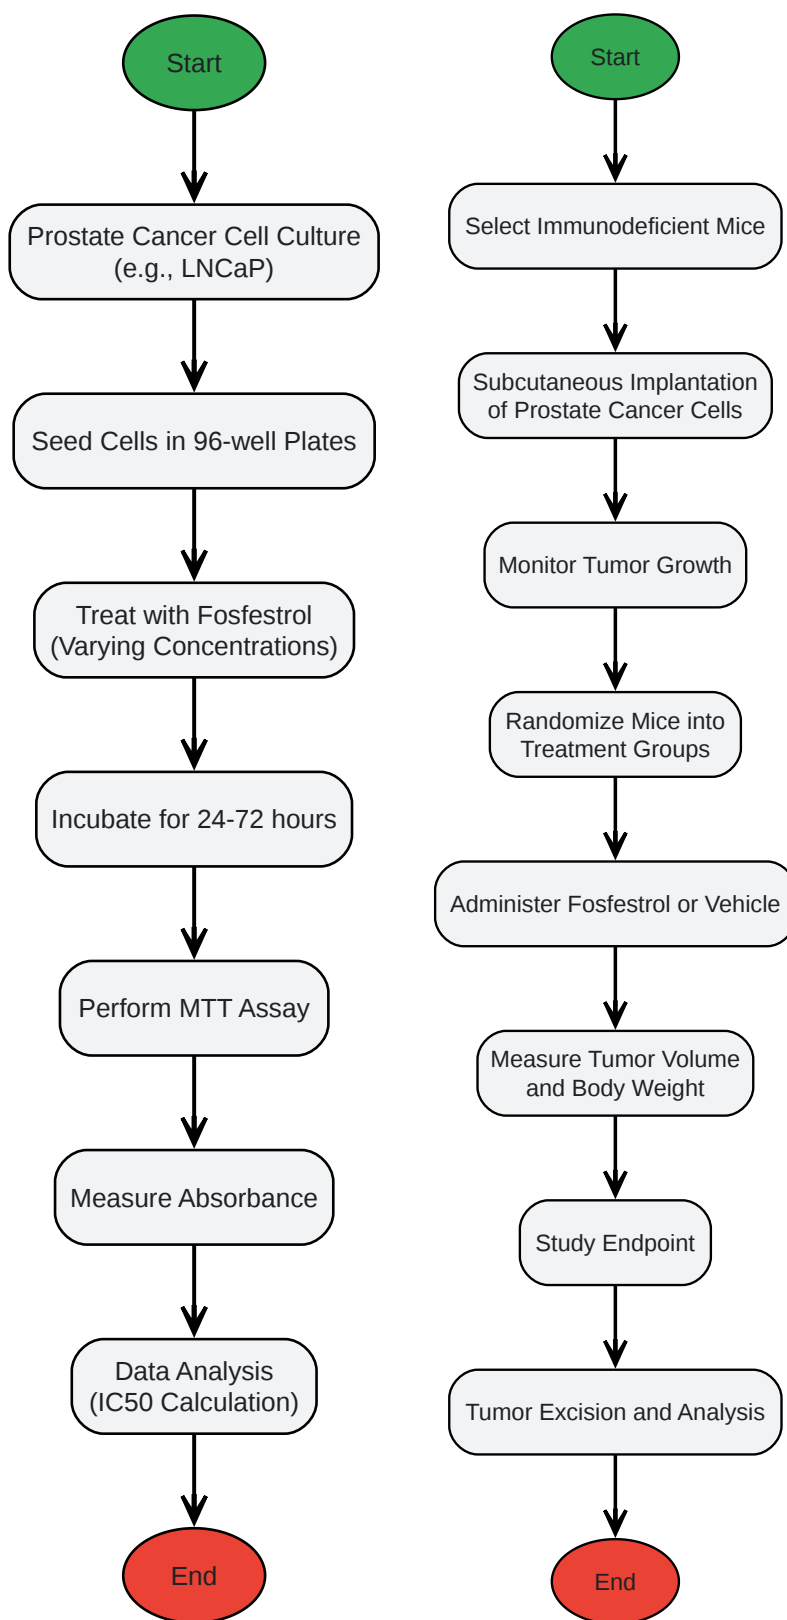 Start
Prostate Cancer Cell Culture
(e.g., LNCaP)
Seed Cells in 96-well Plates
Treat with Fosfestrol
(Varying Concentrations)
Incubate for 24-72 hours
Perform MTT Assay
Measure Absorbance
Data Analysis
(IC50 Calculation)
End
Start
Select Immunodeficient Mice
Subcutaneous Implantation
of Prostate Cancer Cells
Monitor Tumor Growth
Randomize Mice into
Treatment Groups
Administer Fosfestrol or Vehicle
Measure Tumor Volume
and Body Weight
Study Endpoint
Tumor Excision and Analysis
End